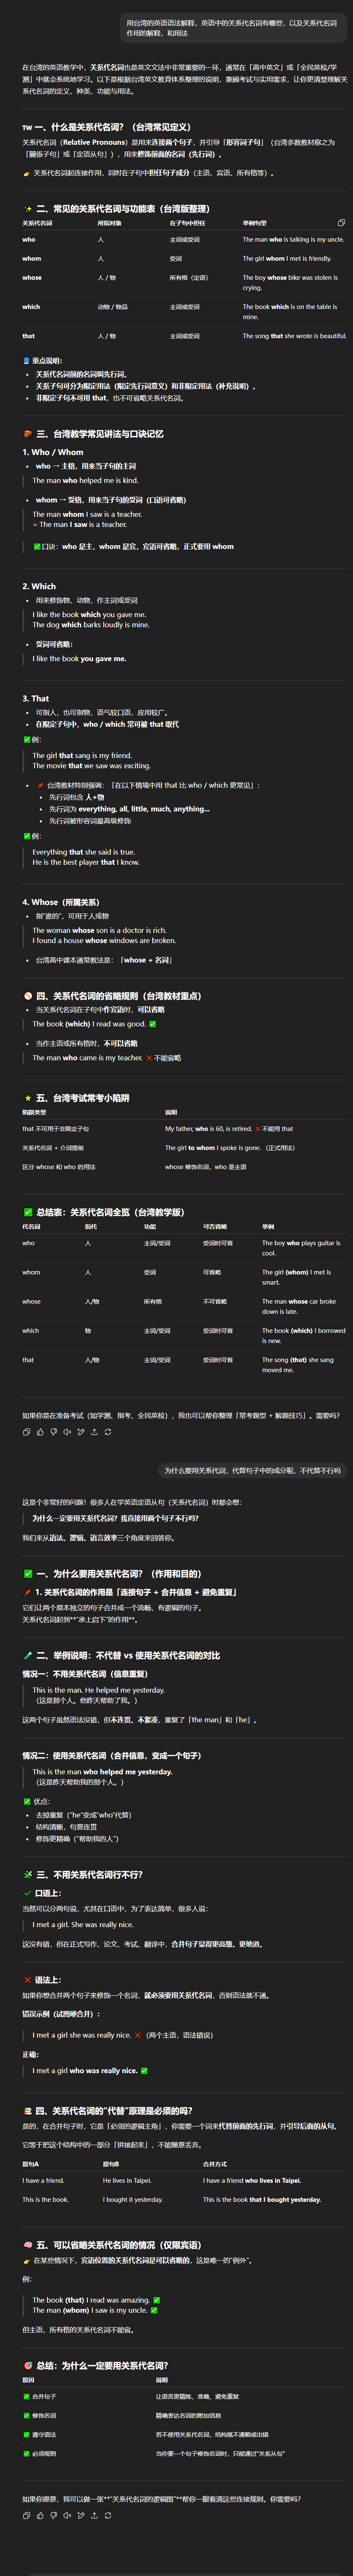 用台湾的英语语法解释，英语中的关系代名词有哪些，以及关系代名词
作用的解释，和用法
在台湾的英语教学中，关系代名词也是英文文法中非常重要的一环，通常在「高中英文」或「全民英检/学
测」中就会系统地学习。以下是根据台湾英文教育体系整理的说明，兼顾考试与实用需求，让你更清楚理解关
系代名词的定义、种类、功能与用法。
TW 一、什么是关系代名词？（台湾常见定义）
关系代名词（Relative Pronouns）是用来连接两个句子，并引导「形容词子句」（台湾多数教材称之为
「关系子句」或「定语从句」），用来修饰前面的名词（先行词）。
👉 关系代名词起连接作用，同时在子句中担任句子成分（主语、宾语、所有格等）。
✨ 二、常见的关系代名词与功能表（台湾版整理）
关系代名词 所指对象 在子句中担任 举例句型
who 人 主词或受词 The man who is talking is my uncle.
whom 人 受词 The girl whom I met is friendly.
whose 人 / 物 所有格（定语） The boy whose bike was stolen is
crying.
which 动物 / 物品 主词或受词 The book which is on the table is
mine.
that 人 / 物 主词或受词 The song that she wrote is beautiful.
📘 重点说明：
• 关系代名词前的名词叫先行词。
• 关系子句可分为限定用法（限定先行词意义）和非限定用法（补充说明）。
• 非限定子句不可用 that，也不可省略关系代名词。
三、台湾教学常见讲法与口诀记忆
1. Who / Whom
• who → 主格，用来当子句的主词
The man who helped me is kind.
• whom → 受格，用来当子句的受词（口语可省略）
The man whom I saw is a teacher.
= The man I saw is a teacher.
✅ 口诀：who 是主，whom 是宾，宾语可省略，正式要用 whom
2. Which
• 用来修饰物、动物，作主词或受词
I like the book which you gave me.
The dog which barks loudly is mine.
• 受词可省略：
I like the book you gave me.
3. That
• 可指人，也可指物，语气较口语，应用较广。
• 在限定子句中，who / which 常可被 that 取代
✅ 例：
The girl that sang is my friend.
The movie that we saw was exciting.
• 📌 台湾教材特别强调：「在以下情境中用 that 比 who / which 更常见」：
• 先行词包含 人+物
• 先行词为 everything, all, little, much, anything...
• 先行词被形容词最高级修饰
✅ 例：
Everything that she said is true.
He is the best player that I know.
4. Whose（所属关系）
• 指“谁的”，可用于人或物
The woman whose son is a doctor is rich.
I found a house whose windows are broken.
• 台湾高中课本通常教法是：「whose + 名词」
🚫 四、关系代名词的省略规则（台湾教材重点）
• 当关系代名词在子句中作宾语时，可以省略
The book (which) I read was good. ✅
• 当作主语或所有格时，不可以省略
The man who came is my teacher. ❌ 不能省略
⭐ 五、台湾考试常考小陷阱
陷阱类型 说明
that 不可用于非限定子句 My father, who is 60, is retired. ❌ 不能用 that
关系代名词 + 介词提前 The girl to whom I spoke is gone. （正式用法）
区分 whose 和 who 的用法 whose 修饰名词，who 是主语
✅ 总结表：关系代名词全览（台湾教学版）
代名词 指代 功能 可否省略 举例
who 人 主词/受词 受词时可省 The boy who plays guitar is
cool.
whom 人 受词 可省略 The girl (whom) I met is
smart.
whose 人/物 所有格 不可省略 The man whose car broke
down is late.
which 物 主词/受词 受词时可省 The book (which) I borrowed
is new.
that 人/物 主词/受词 受词时可省 The song (that) she sang
moved me.
如果你是在准备考试（如学测、指考、全民英检），我也可以帮你整理「常考题型 + 解题技巧」。需要吗？
为什么要用关系代词，代替句子中的成分呢，不代替不行吗
这是个非常好的问题！很多人在学英语定语从句（关系代名词）时都会想：
为什么一定要用关系代名词？我直接用两个句子不行吗？
我们来从语法、逻辑、语言效率三个角度来回答你。
✅ 一、为什么要用关系代名词？（作用和目的）
📌 1. 关系代名词的作用是「连接句子 + 合并信息 + 避免重复」
它们让两个原本独立的句子合并成一个流畅、有逻辑的句子。
关系代名词起到**“承上启下”的作用**。
🧪 二、举例说明：不代替 vs 使用关系代名词的对比
情况一：不用关系代名词（信息重复）
This is the man. He helped me yesterday.
（这是那个人。他昨天帮助了我。）
这两个句子虽然语法没错，但不连贯、不紧凑，重复了「the man」和「he」。
情况二：使用关系代名词（合并信息，变成一个句子）
This is the man who helped me yesterday.
（这是昨天帮助我的那个人。）
✅ 优点：
• 去掉重复（“he”变成“who”代替）
• 结构清晰，句意连贯
• 修饰更精确（“帮助我的人”）
🧩 三、不用关系代名词行不行？
✓ 口语上：
当然可以分两句说，尤其在口语中，为了表达简单，很多人说：
I met a girl. She was really nice.
这没有错，但在正式写作、论文、考试、翻译中，合并句子显得更高级、更地道。
❌ 语法上：
如果你想合并两个句子来修饰一个名词，就必须要用关系代名词，否则语法就不通。
错误示例（试图硬合并）：
I met a girl she was really nice. ❌ （两个主语，语法错误）
正确：
I met a girl who was really nice. ✅
📚 四、关系代名词的“代替”原理是必须的吗？
是的，在合并句子时，它是「必须的逻辑主角」，你需要一个词来代替前面的先行词，并引导后面的从句。
它等于把这个结构中的一部分「拼接起来」，不能随意丢弃。
原句A 原句B 合并方式
I have a friend. He lives in Taipei. I have a friend who lives in Taipei.
This is the book. I bought it yesterday. This is the book that I bought yesterday.
🧠 五、可以省略关系代名词的情况（仅限宾语）
👉 在某些情况下，宾语位置的关系代名词是可以省略的，这是唯一的“例外”。
例：
The book (that) I read was amazing. ✅
The man (whom) I saw is my uncle. ✅
但主语、所有格的关系代名词不能省。
🎯 总结：为什么一定要用关系代名词？
原因 说明
✅ 合并句子 让语言更精炼、准确、避免重复
✅ 修饰名词 精确表达名词的附加信息
✅ 遵守语法 若不使用关系代名词，结构就不通顺或出错
✅ 必须规则 当你要一个句子修饰名词时，只能通过“关系从句”
如果你愿意，我可以做一张**“关系代名词的逻辑图”**帮你一眼看清这些连接规则。你需要吗？